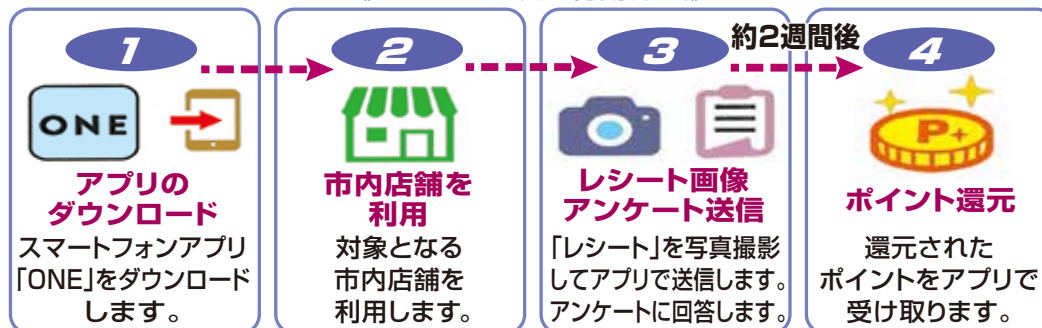 1
ONE
アプリの
ダウンロード
スマートフォンアプリ
「ONE」をダウンロード
します。
2
市内店舗を
利用
対象となる
市内店舗を
利用します。
3
レシート画像
アンケート送信
「レシート」を写真撮影
してアプリで送信します。
アンケートに回答します。
約2週間後
4
P+
ポイント還元
還元された
ポイントをアプリで
受け取ります。